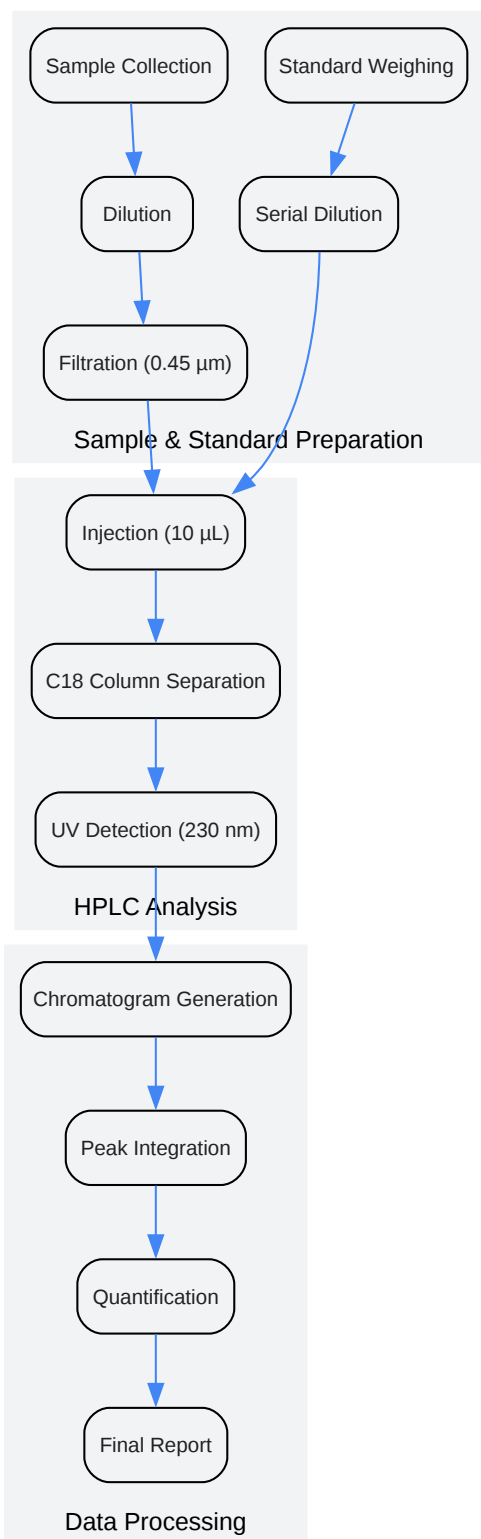 Sample Collection
Standard Weighing
Dilution
Serial Dilution
Filtration (0.45 µm)
Sample & Standard Preparation
Injection (10 µL)
C18 Column Separation
UV Detection (230 nm)
HPLC Analysis
Chromatogram Generation
Peak Integration
Quantification
Final Report
Data Processing